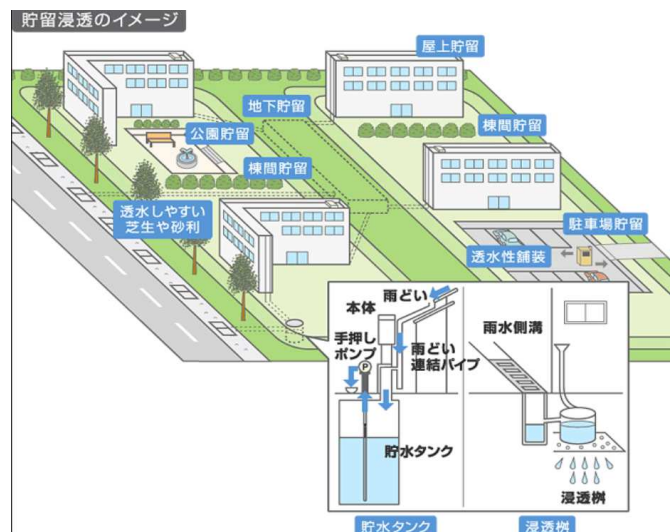 貯留浸透のイメージ
屋上貯留
地下貯留
公園貯留
棟間貯留
棟間貯留
透水しやすい
芝生や砂利
駐車場貯留
透水性舗装
雨どい
本体
手押し
ポンプ
P
雨どい
連結パイプ
貯水タンク
雨水側溝
浸透桝
貯水タンク
浸透桝